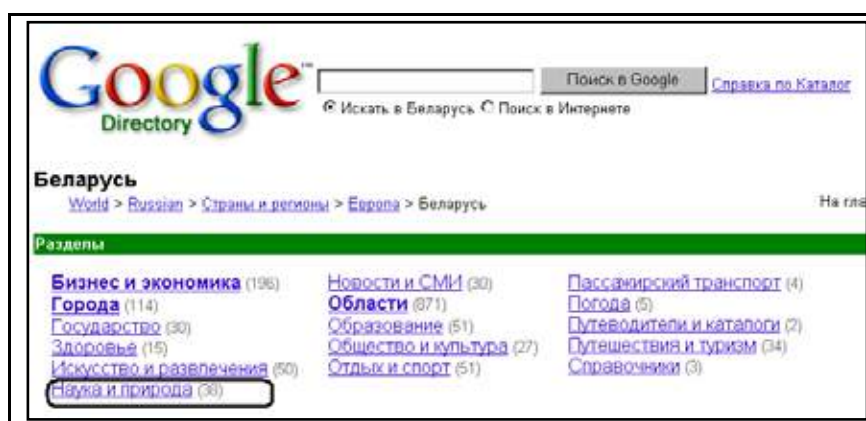 Google™
Directory
Поиск в Google
Справка по Каталог
Искать в Беларусь Поиск в Интернете
Беларусь
World > Russian > Страны и регионы > Европа > Беларусь
На гла
Разделы
Бизнес и экономика (196)
Города (114)
Государство (30)
Здоровье (15)
Искусство и развлечения (50)
Наука и природа (38)
Новости и СМИ (30)
Области (871)
Образование (51)
Общество и культура (27)
Отдых и спорт (51)
Пассажирский транспорт (4)
Погода (5)
Путеводители и каталоги (2)
Путешествия и туризм (34)
Справочники (3)